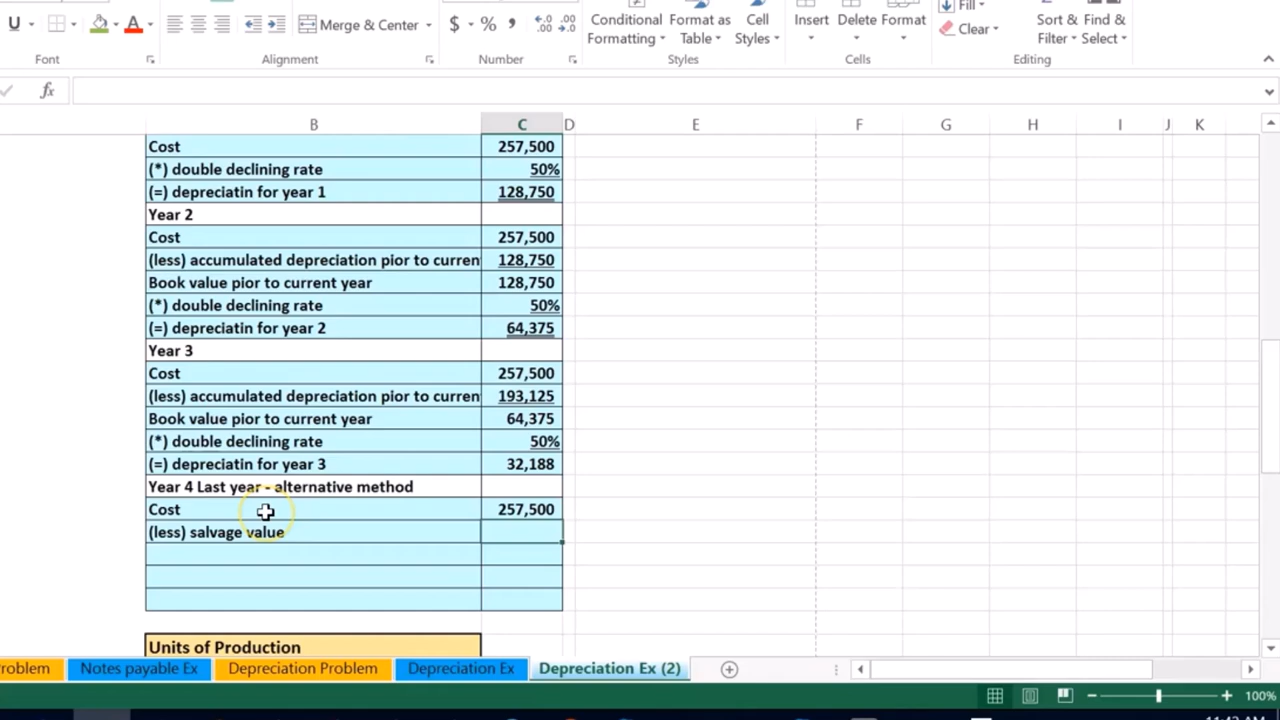 U A Merge & Center $ % , .00 .00 Conditional Format as Cell Insert Delete Format Fill Sort & Find &
Formatting Table Styles Clear Filter Select
Font Alignment Number Styles Cells Editing
fx
B C D E F G H I J K
Cost 257,500
(*) double declining rate 50%
(=) depreciatin for year 1 128,750
Year 2
Cost 257,500
(less) accumulated depreciation pior to curren 128,750
Book value pior to current year 128,750
(*) double declining rate 50%
(=) depreciatin for year 2 64,375
Year 3
Cost 257,500
(less) accumulated depreciation pior to curren 193,125
Book value pior to current year 64,375
(*) double declining rate 50%
(=) depreciatin for year 3 32,188
Year 4 Last year - alternative method
Cost 257,500
(less) salvage value
Units of Production
roblem Notes payable Ex Depreciation Problem Depreciation Ex Depreciation Ex (2)
100%